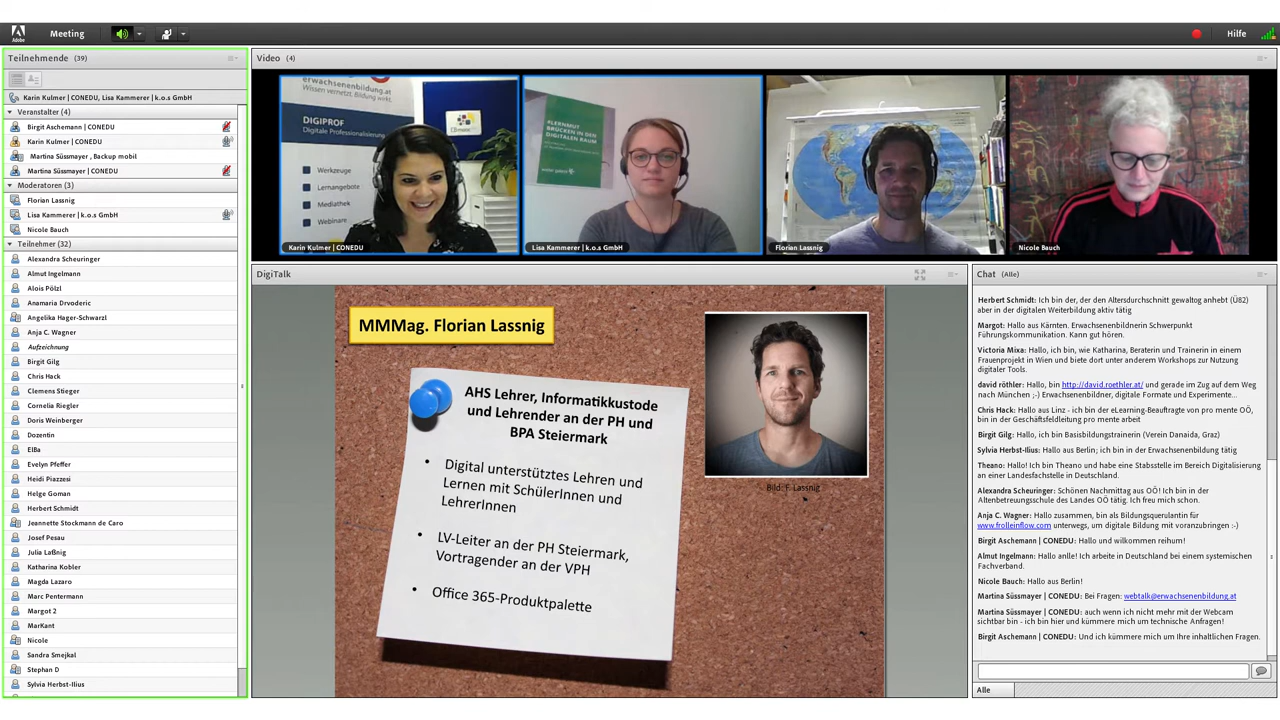 Adobe
Meeting
Hilfe
Teilnehmende (39)
Karin Kulmer | CONEDU, Lisa Kammerer | k.o.s GmbH
Veranstalter (4)
Birgit Aschemann | CONEDU
Karin Kulmer | CONEDU
Martina Süssmayer , Backup mobil
Martina Süssmayer | CONEDU
Moderatoren (3)
Florian Lassnig
Lisa Kammerer | k.o.s GmbH
Nicole Bauch
Teilnehmer (32)
Alexandra Scheuringer
Almut Ingelmann
Alois Pölzl
Anamaria Drvoderic
Angelika Hager-Schwarzl
Anja C. Wagner
Aufzeichnung
Birgit Gilg
Chris Hack
Clemens Stieger
Cornelia Riegler
Doris Weinberger
Dozentin
ElBa
Evelyn Pfeffer
Heidi Piazzesi
Helge Goman
Herbert Schmidt
Jeannette Stockmann de Caro
Josef Pesau
Julia Laßnig
Katharina Kobler
Magda Lazaro
Marc Pentermann
Margot 2
MarKant
Nicole
Sandra Smejkal
Stephan D
Sylvia Herbst-Ilius
Video (4)
erwachsenenbildung.at
Wissen vernetzt. Bildung wirkt.
DIGIPROF
Digitale Professionalisierung
Werkzeuge
Lernangebote
Mediathek
Webinare
Karin Kulmer | CONEDU
#LERNMUT
BRÜCKEN IN DEN
DIGITALEN RAUM
Lisa Kammerer | k.o.s GmbH
Florian Lassnig
Nicole Bauch
DigiTalk
MMMag. Florian Lassnig
AHS Lehrer, Informatikkustode
und Lehrender an der PH und
BPA Steiermark
• Digital unterstütztes Lehren und
Lernen mit SchülerInnen und
LehrerInnen
• LV-Leiter an der PH Steiermark,
Vortragender an der VPH
• Office 365-Produktpalette
Bild: F. Lassnig
Chat (Alle)
Herbert Schmidt: Ich bin der, der den Altersdurchschnitt gewaltog anhebt (Ü82)
aber in der digitalen Weiterbildung aktiv tätig
Margot: Hallo aus Kärnten. Erwachsenenbildnerin Schwerpunkt
Führungskommunikation. Kann gut hören.
Victoria Mixa: Hallo, ich bin, wie Katharina, Beraterin und Trainerin in einem
Frauenprojekt in Wien und biete dort unter anderem Workshops zur Nutzung
digitaler Tools.
david röthler: Hallo, bin http://david.roethler.at/ und gerade im Zug auf dem Weg
nach München ;-) Erwachsenenbildner, digitale Formate und Experimente...
Chris Hack: Hallo aus Linz - ich bin der eLearning-Beauftragte von pro mente OÖ,
bin in der Geschäftsfeldleitung pro mente arbeit
Birgit Gilg: Hallo, ich bin Basisbildungstrainerin (Verein Danaida, Graz)
Sylvia Herbst-Ilius: Hallo aus Berlin; ich bin in der Erwachsenenbildung tätig
Theano: Hallo! Ich bin Theano und habe eine Stabsstelle im Bereich Digitalisierung
an einer Landesfachstelle in Deutschland.
Alexandra Scheuringer: Schönen Nachmittag aus OÖ! Ich bin in der
Altenbetreuungsschule des Landes OÖ tätig. Ich freu mich schon.
Anja C. Wagner: Hallo zusammen, bin als Bildungsquerulantin für
www.frolleinflow.com unterwegs, um digitale Bildung mit voranzubringen :-)
Birgit Aschemann | CONEDU: Hallo und wilkomen reihum!
Almut Ingelmann: Hallo anlle! Ich arbeite in Deutschland bei einem systemischen
Fachverband.
Nicole Bauch: Hallo aus Berlin!
Martina Süssmayer | CONEDU: Bei Fragen: webtalk@erwachsenenbildung.at
Martina Süssmayer | CONEDU: auch wenn ich nicht mehr mit der Webcam
sichtbar bin - ich bin hier und kümmere mich um technische Anfragen!
Birgit Aschemann | CONEDU: Und ich kümmere mich um Ihre inhaltlichen Fragen.
Alle